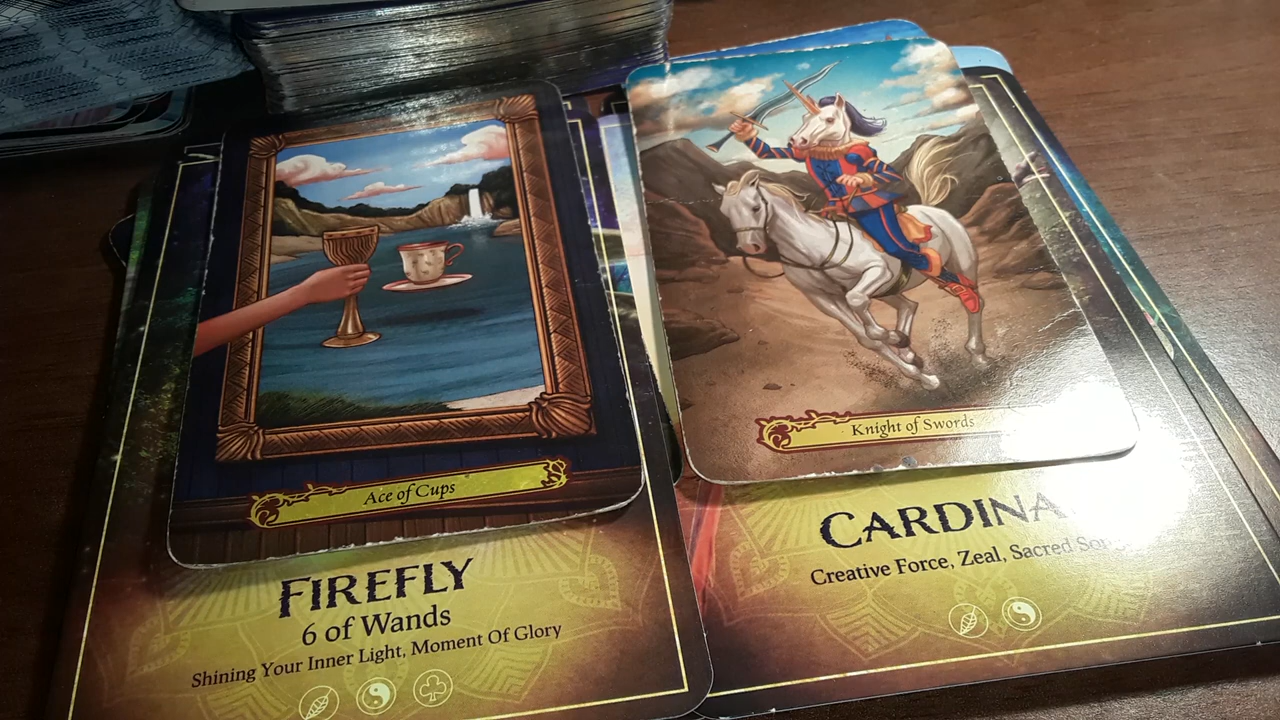 Ace of Cups
FIREFLY
6 of Wands
Shining Your Inner Light, Moment Of Glory
Knight of Swords
CARDINA
Creative Force, Zeal, Sacred